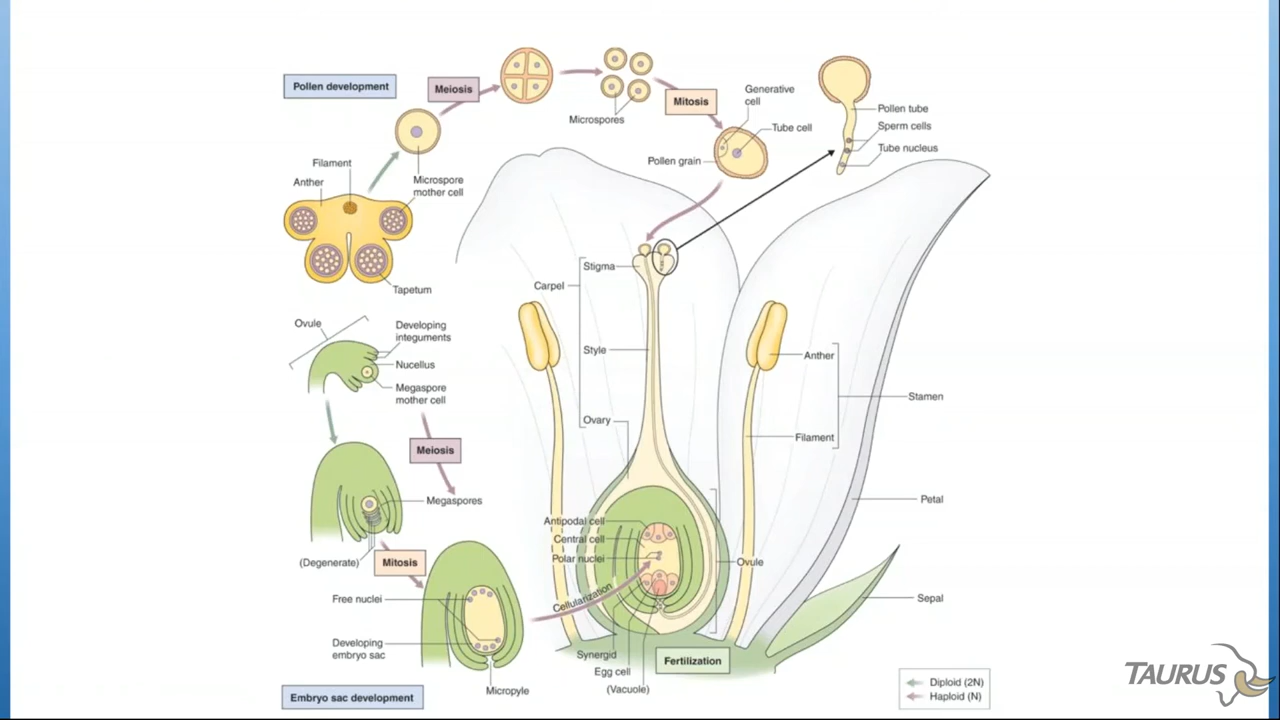 Pollen development
Meiosis
Microspores
Mitosis
Generative
cell
Tube cell
Pollen grain
Pollen tube
Sperm cells
Tube nucleus
Filament
Anther
Microspore
mother cell
Tapetum
Stigma
Carpel
Style
Ovary
Ovule
Developing
integuments
Nucellus
Megaspore
mother cell
Meiosis
Megaspores
(Degenerate)
Mitosis
Free nuclei
Developing
embryo sac
Micropyle
Embryo sac development
Cellularization
Antipodal cell
Central cell
Polar nuclei
Synergid
Egg cell
(Vacuole)
Fertilization
Ovule
Anther
Stamen
Filament
Petal
Sepal
Diploid (2N)
Haploid (N)
TAURUS